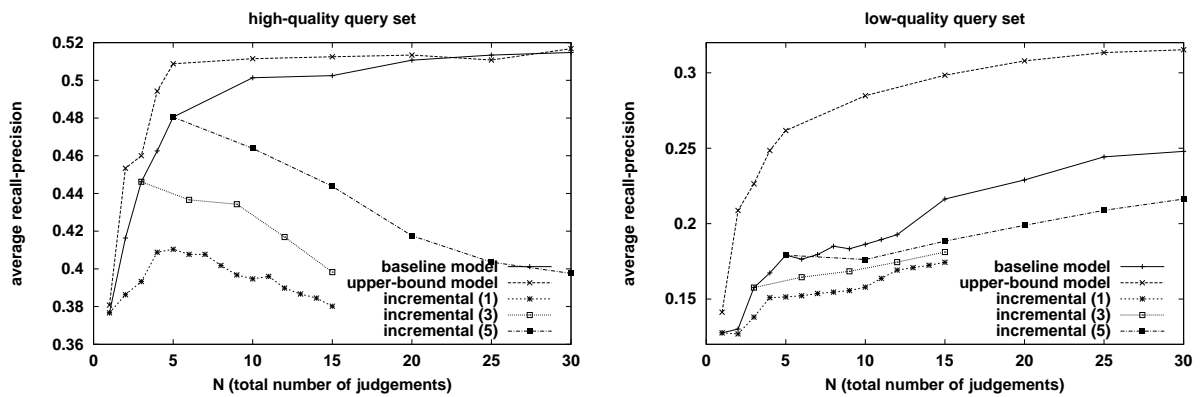 high-quality query set
0.52
0.5
0.48
0.46
0.44
0.42
0.4
0.38
0.36
average recall-precision
0 5 10 15 20 25 30
N (total number of judgements)
baseline model
upper-bound model
incremental (1)
incremental (3)
incremental (5)
low-quality query set
0.3
0.25
0.2
0.15
average recall-precision
0 5 10 15 20 25 30
N (total number of judgements)
baseline model
upper-bound model
incremental (1)
incremental (3)
incremental (5)